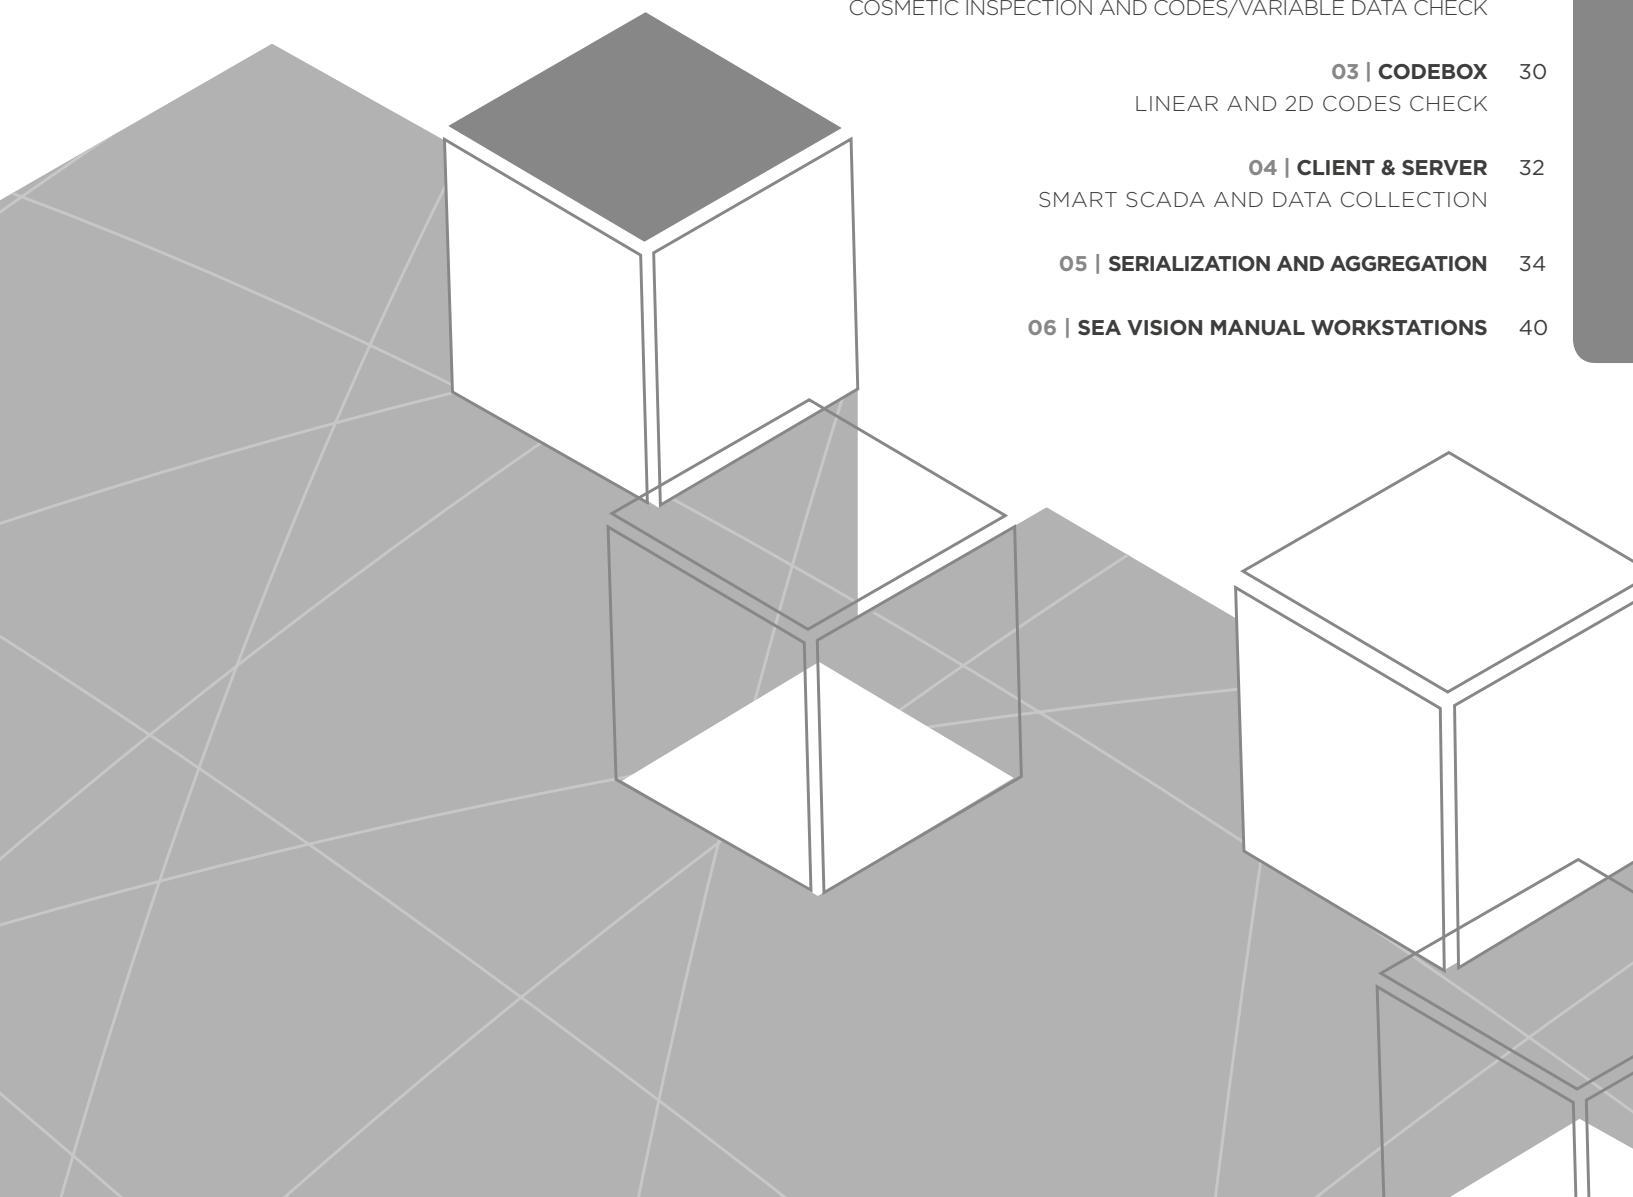 COSMETIC INSPECTION AND CODES/VARIABLE DATA CHECK
03 | CODEBOX 30
LINEAR AND 2D CODES CHECK
04 | CLIENT & SERVER 32
SMART SCADA AND DATA COLLECTION
05 | SERIALIZATION AND AGGREGATION 34
06 | SEA VISION MANUAL WORKSTATIONS 40